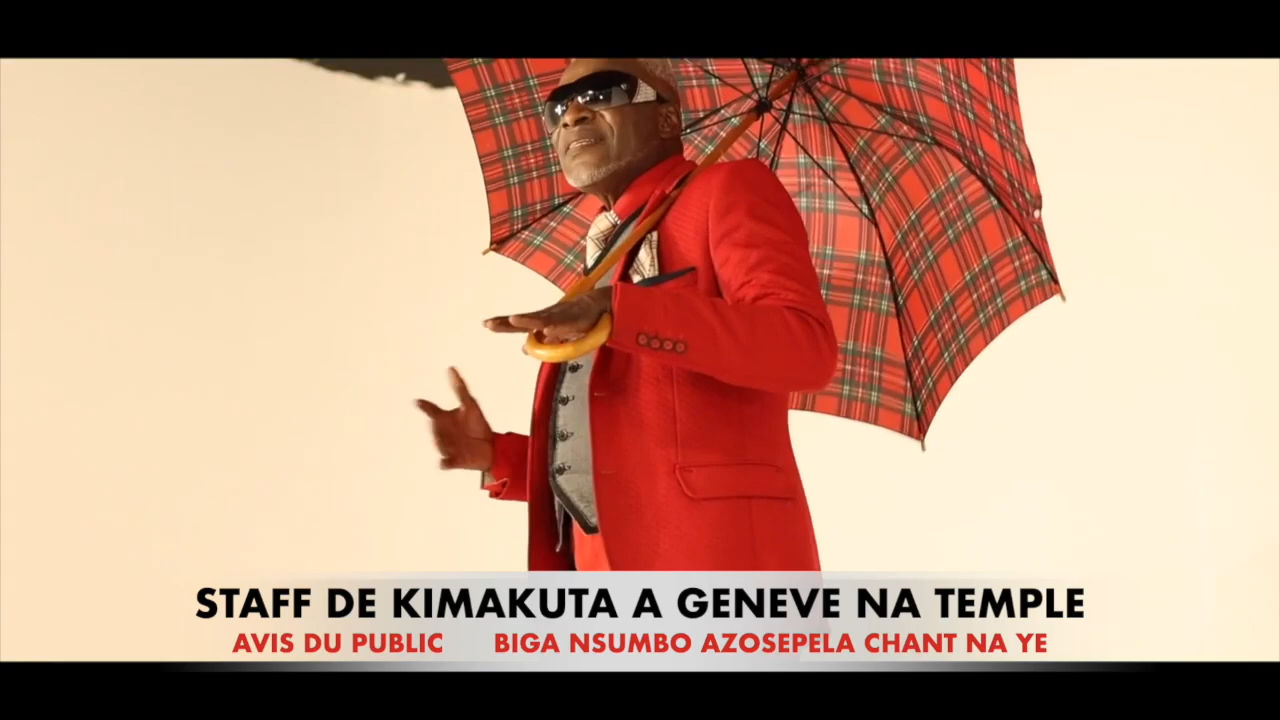 STAFF DE KIMAKUTA A GENEVE NA TEMPLE
AVIS DU PUBLIC BIGA NSUMBO AZOSEPELA CHANT NA YE